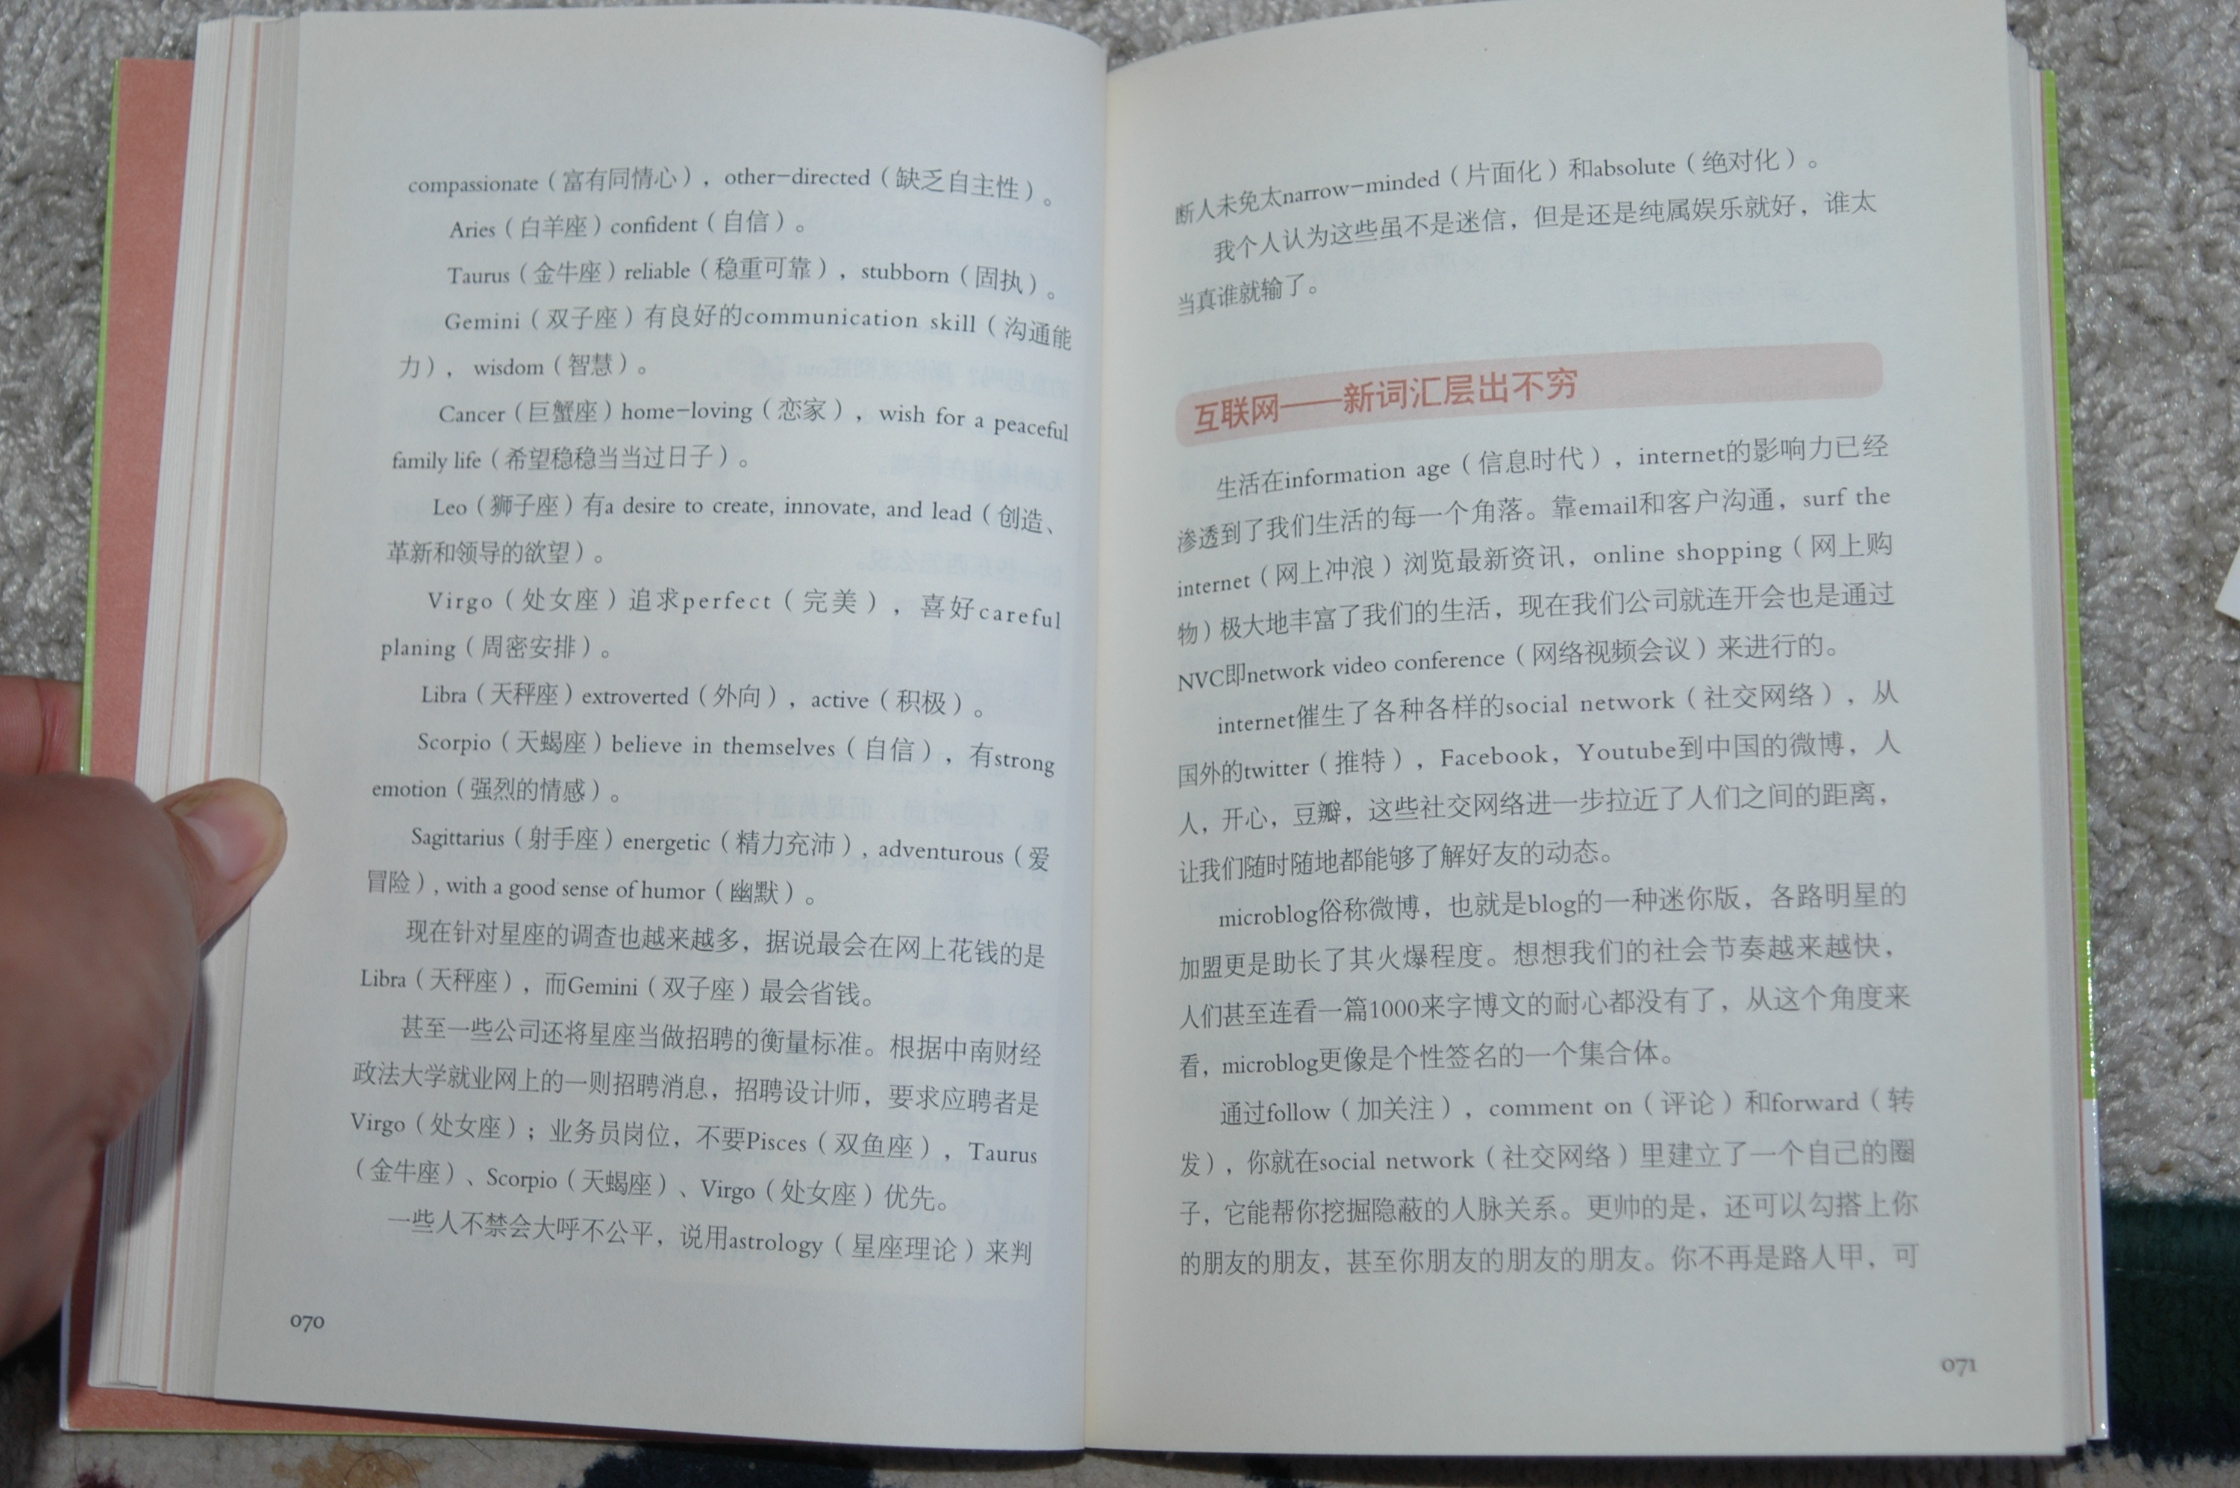 compassionate（富有同情心），other-directed（缺乏自主性）。
Aries（白羊座）confident（自信）。
Taurus（金牛座）reliable（稳重可靠），stubborn（固执）。
Gemini（双子座）有良好的communication skill（沟通能
力），wisdom（智慧）。
Cancer（巨蟹座）home-loving（恋家），wish for a peaceful
family life（希望稳稳当当过日子）。
Leo（狮子座）有a desire to create, innovate, and lead（创造、
革新和领导的欲望）。
Virgo（处女座）追求perfect（完美），喜好careful
planing（周密安排）。
Libra（天秤座）extroverted（外向），active（积极）。
Scorpio（天蝎座）believe in themselves（自信），有strong
emotion（强烈的情感）。
Sagittarius（射手座）energetic（精力充沛），adventurous（爱
冒险），with a good sense of humor（幽默）。
现在针对星座的调查也越来越多，据说最会在网上花钱的是
Libra（天秤座），而Gemini（双子座）最会省钱。
甚至一些公司还将星座当做招聘的衡量标准。根据中南财经
政法大学就业网上的一则招聘消息，招聘设计师，要求应聘者是
Virgo（处女座）；业务员岗位，不要Pisces（双鱼座），Taurus
（金牛座）、Scorpio（天蝎座）、Virgo（处女座）优先。
一些人不禁会大呼不公平，说用astrology（星座理论）来判
070
断人未免太narrow-minded（片面化）和absolute（绝对化）。
我个人认为这些虽不是迷信，但是还是纯属娱乐就好，谁太
当真谁就输了。
互联网——新词汇层出不穷
生活在information age（信息时代），internet的影响力已经
渗透到了我们生活的每一个角落。靠email和客户沟通，surf the
internet（网上冲浪）浏览最新资讯，online shopping（网上购
物）极大地丰富了我们的生活，现在我们公司就连开会也是通过
NVC即network video conference（网络视频会议）来进行的。
internet催生了各种各样的social network（社交网络），从
国外的twitter（推特），Facebook，Youtube到中国的微博，人
人，开心，豆瓣，这些社交网络进一步拉近了人们之间的距离，
让我们随时随地都能够了解好友的动态。
microblog俗称微博，也就是blog的一种迷你版，各路明星的
加盟更是助长了其火爆程度。想想我们的社会节奏越来越快，
人们甚至连看一篇1000来字博文的耐心都没有了，从这个角度来
看，microblog更像是个性签名的一个集合体。
通过follow（加关注），comment on（评论）和forward（转
发），你就在social network（社交网络）里建立了一个自己的圈
子，它能帮你挖掘隐蔽的人脉关系。更帅的是，还可以勾搭上你
的朋友的朋友，甚至你朋友的朋友的朋友。你不再是路人甲，可
071